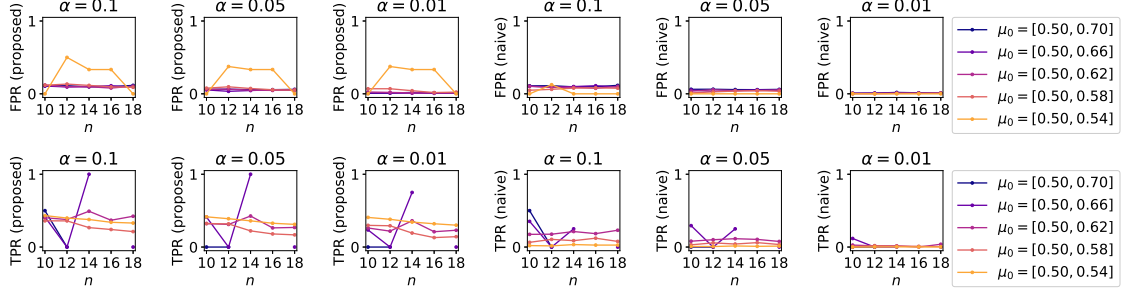 α = 0.1
α = 0.05
α = 0.01
α = 0.1
α = 0.05
α = 0.01
FPR (proposed)
1
0
10 12 14 16 18
n
FPR (proposed)
1
0
10 12 14 16 18
n
FPR (proposed)
1
0
10 12 14 16 18
n
FPR (naive)
1
0
10 12 14 16 18
n
FPR (naive)
1
0
10 12 14 16 18
n
FPR (naive)
1
0
10 12 14 16 18
n
μ₀ = [0.50, 0.70]
μ₀ = [0.50, 0.66]
μ₀ = [0.50, 0.62]
μ₀ = [0.50, 0.58]
μ₀ = [0.50, 0.54]
α = 0.1
α = 0.05
α = 0.01
α = 0.1
α = 0.05
α = 0.01
TPR (proposed)
1
0
10 12 14 16 18
n
TPR (proposed)
1
0
10 12 14 16 18
n
TPR (proposed)
1
0
10 12 14 16 18
n
TPR (naive)
1
0
10 12 14 16 18
n
TPR (naive)
1
0
10 12 14 16 18
n
TPR (naive)
1
0
10 12 14 16 18
n
μ₀ = [0.50, 0.70]
μ₀ = [0.50, 0.66]
μ₀ = [0.50, 0.62]
μ₀ = [0.50, 0.58]
μ₀ = [0.50, 0.54]